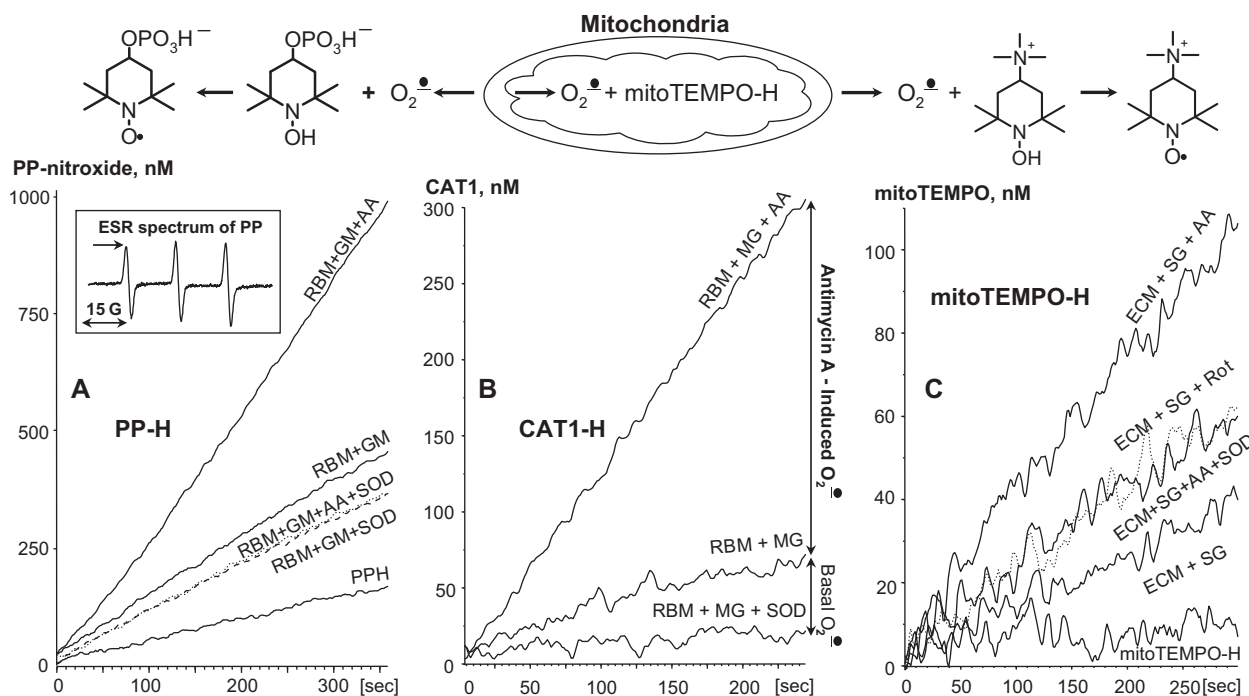 Mitochondria
OPO3H–
OPO3H–
N
O•
N
OH
+ O2•–
O2•– + mitoTEMPO-H
O2•– +
N+
N
OH
N+
N
O•
PP-nitroxide, nM
1000
750
500
250
0
ESR spectrum of PP
15 G
A
PP-H
RBM+GM+AA
RBM+GM
RBM+GM+AA+SOD
RBM+GM+SOD
PPH
0 100 200 300 [sec]
CAT1, nM
300
250
200
150
100
75
50
25
0
B
CAT1-H
RBM + MG + AA
RBM + MG
RBM + MG + SOD
Antimycin A - Induced O2•–
Basal O2•–
0 50 100 150 200 [sec]
mitoTEMPO, nM
100
80
60
40
20
0
mitoTEMPO-H
C
ECM + SG + AA
ECM + SG + Rot
ECM+SG+AA+SOD
ECM + SG
mitoTEMPO-H
0 50 100 150 200 250 [sec]